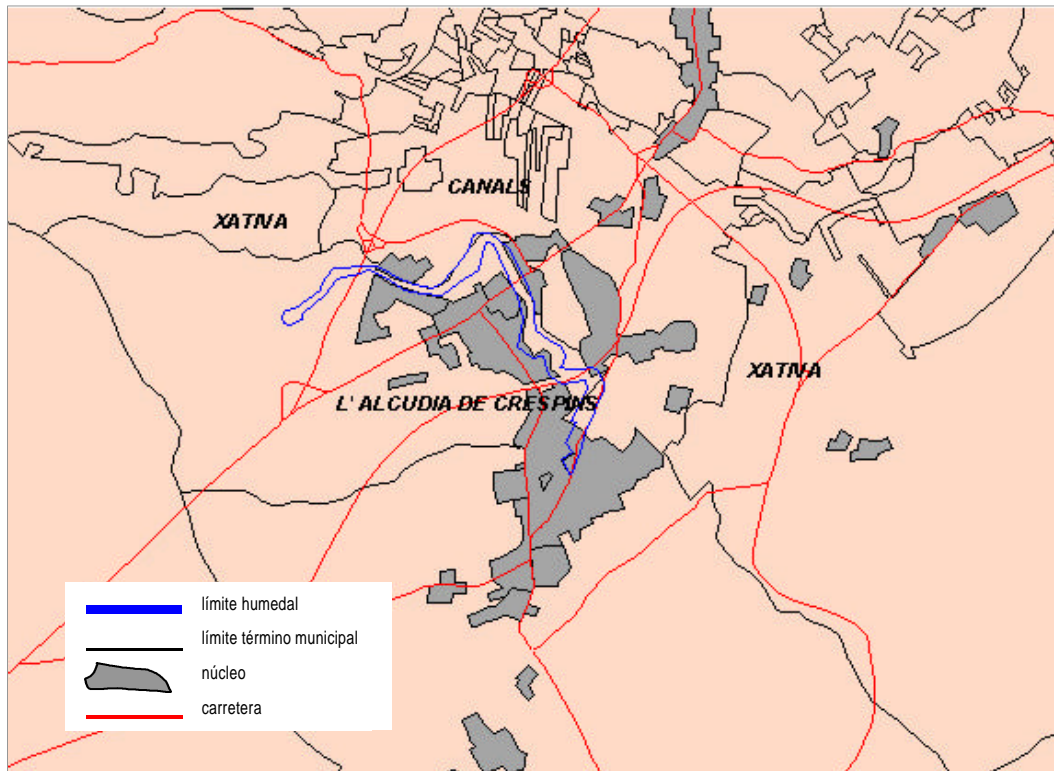 CANALS
XATIVA
XATIVA
L' ALCUDIA DE CRESPINS
límite humedal
límite término municipal
núcleo
carretera